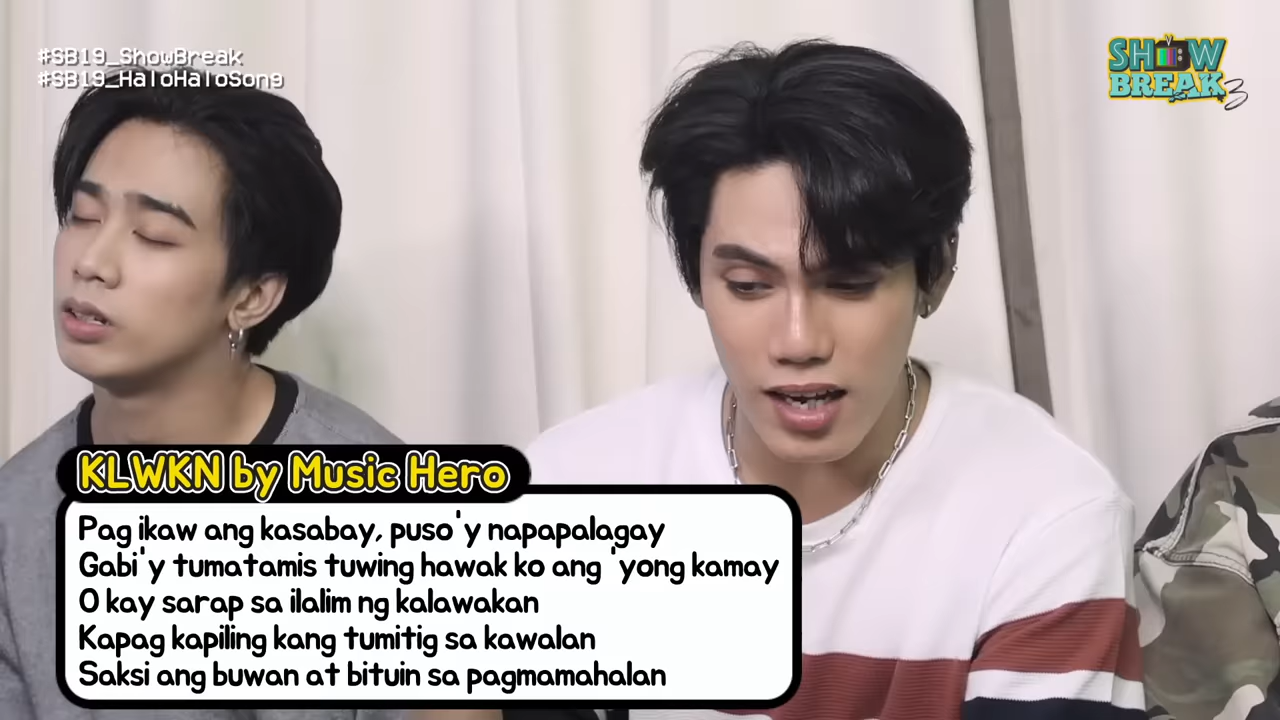 #SB19_ShowBreak
#SB19_HaloHaloSong
SHOW
BREAK
3
KLWKN by Music Hero
Pag ikaw ang kasabay, puso'y napapalagay
Gabi'y tumatamis tuwing hawak ko ang 'yong kamay
O kay sarap sa ilalim ng kalawakan
Kapag kapiling kang tumitig sa kawalan
Saksi ang buwan at bituin sa pagmamahalan